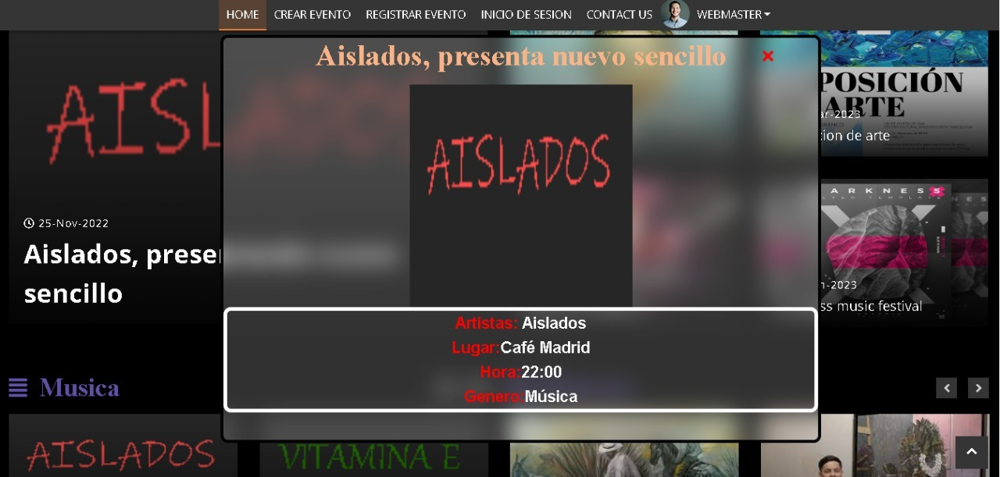 HOME CREAR EVENTO REGISTRAR EVENTO INICIO DE SESION CONTACT US WEBMASTER
Aislados, presenta nuevo sencillo
AISLADOS
Artistas: Aislados
Lugar:Café Madrid
Hora:22:00
Genero:Música
AISL
25-Nov-2022
Aislados, prese
sencillo
POSICIÓN
ARTE
ar-2023
cion de arte
ARKNESS
-2023
ss music festival
Musica
AISLADOS
VITAMINA E